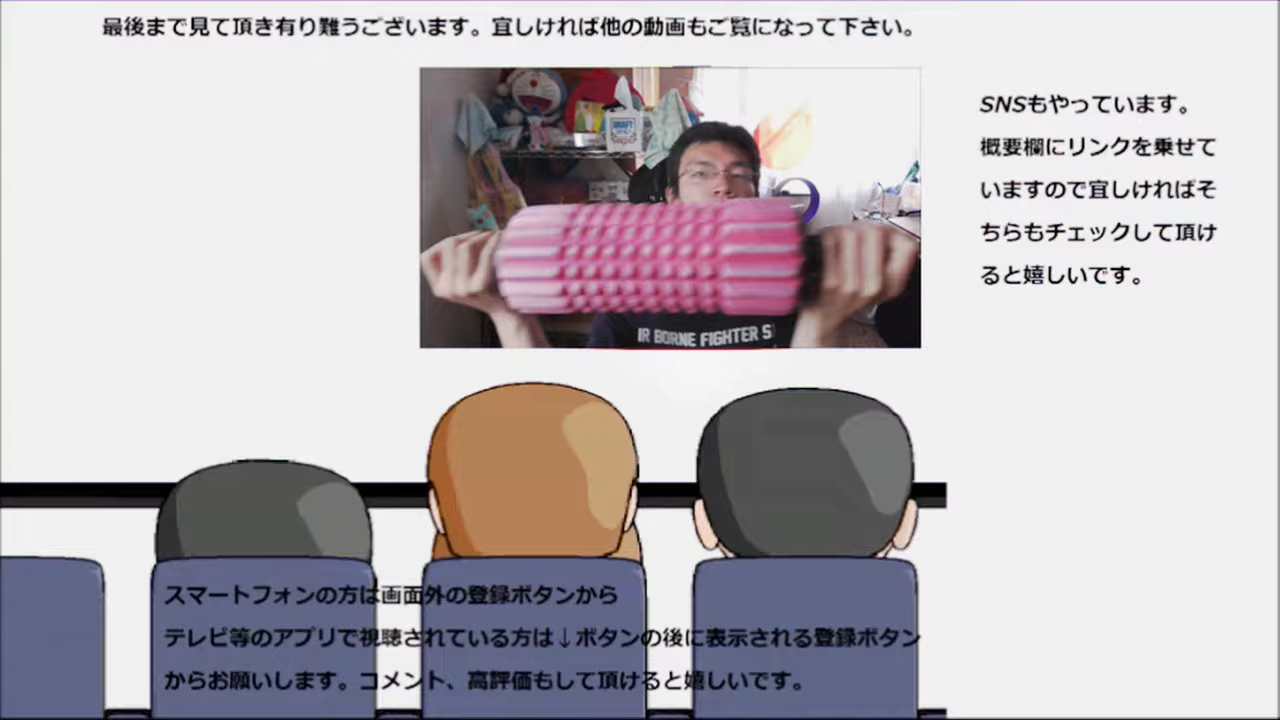 最後まで見て頂き有り難うございます。宜しければ他の動画もご覧になって下さい。
SNSもやっています。
概要欄にリンクを乗せて
いますので宜しければそ
ちらもチェックして頂け
ると嬉しいです。
DRAFT
IR BORNE FIGHTER S
スマートフォンの方は画面外の登録ボタンから
テレビ等のアプリで視聴されている方は↓ボタンの後に表示される登録ボタン
からお願いします。コメント、高評価もして頂けると嬉しいです。